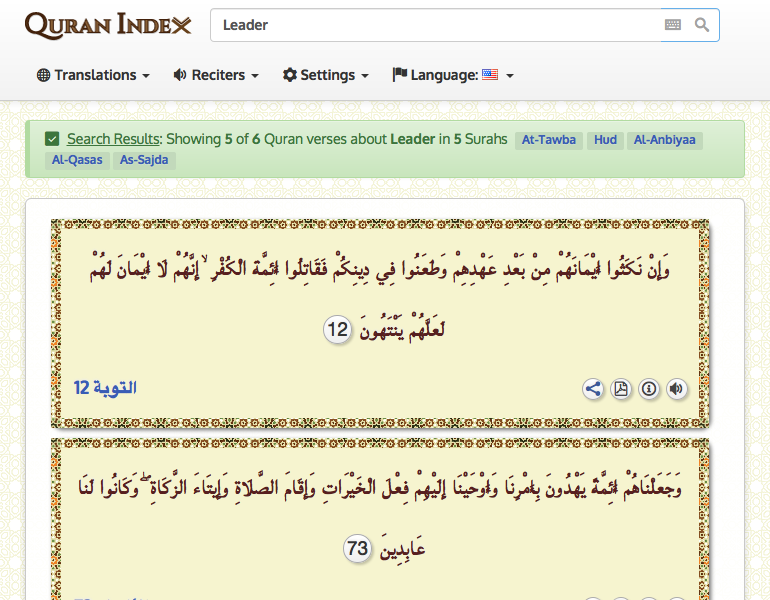 QURAN INDEX
Leader
Translations Reciters Settings Language:
Search Results: Showing 5 of 6 Quran verses about Leader in 5 Surahs At-Tawba Hud Al-Anbiyaa
Al-Qasas As-Sajda
وَإِنْ نَكَثُوا أَيْمَانَهُمْ مِنْ بَعْدِ عَهْدِهِمْ وَطَعَنُوا فِي دِينِكُمْ فَقَاتِلُوا أَئِمَّةَ الْكُفْرِ ۙ إِنَّهُمْ لَا أَيْمَانَ لَهُمْ
لَعَلَّهُمْ يَنْتَهُونَ 12
التوبة 12
وَجَعَلْنَاهُمْ أَئِمَّةً يَهْدُونَ بِأَمْرِنَا وَأَوْحَيْنَا إِلَيْهِمْ فِعْلَ الْخَيْرَاتِ وَإِقَامَ الصَّلَاةِ وَإِيتَاءَ الزَّكَاةِ ۖ وَكَانُوا لَنَا
عَابِدِينَ 73